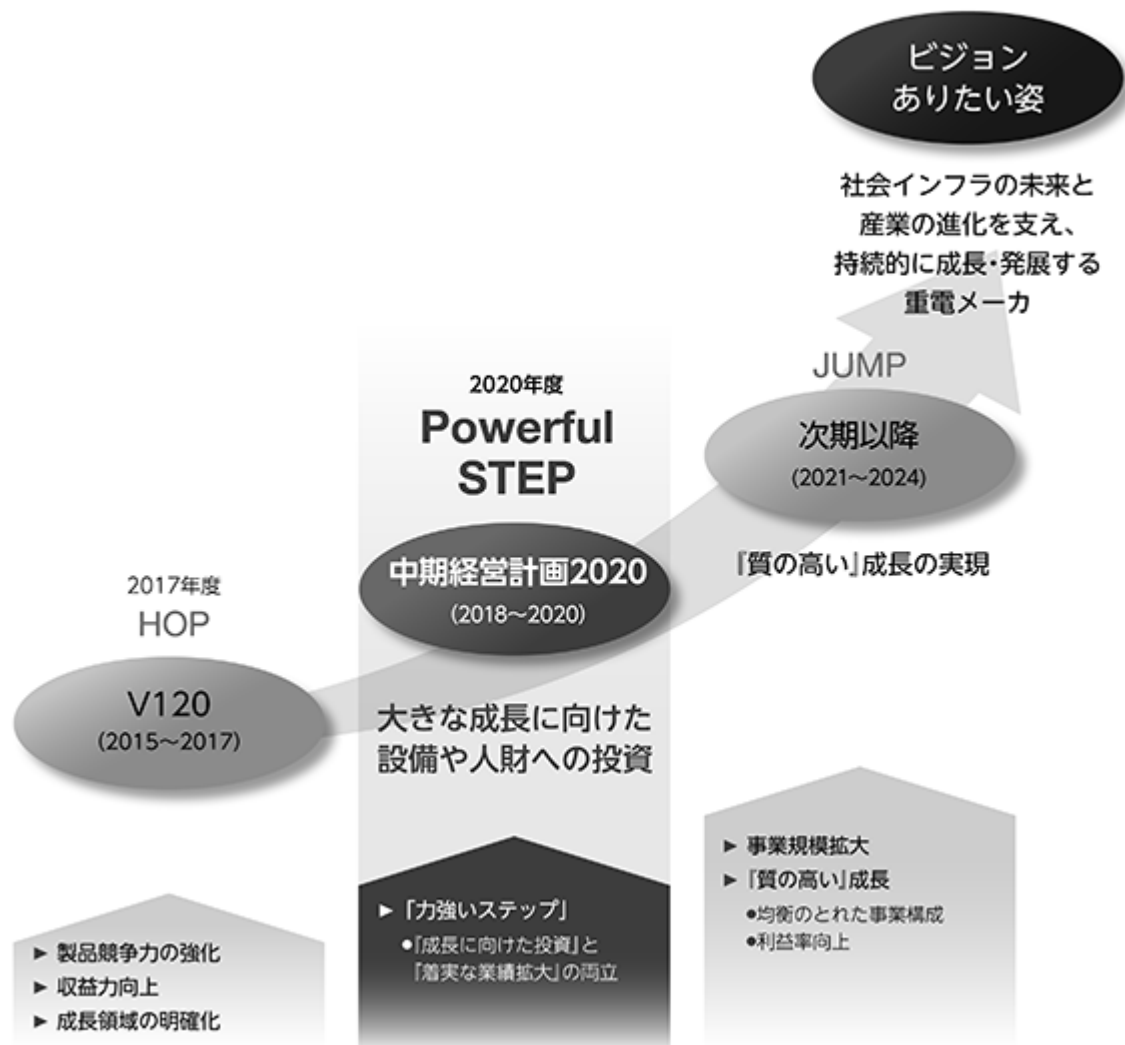 ビジョン
ありたい姿
社会インフラの未来と
産業の進化を支え、
持続的に成長・発展する
重電メーカ
JUMP
次期以降
(2021～2024)
『質の高い』成長の実現
2020年度
Powerful
STEP
中期経営計画2020
(2018～2020)
大きな成長に向けた
設備や人財への投資
2017年度
HOP
V120
(2015～2017)
► 製品競争力の強化
► 収益力向上
► 成長領域の明確化
► 「力強いステップ」
●『成長に向けた投資』と
『着実な業績拡大』の両立
► 事業規模拡大
► 『質の高い』成長
●均衡のとれた事業構成
●利益率向上